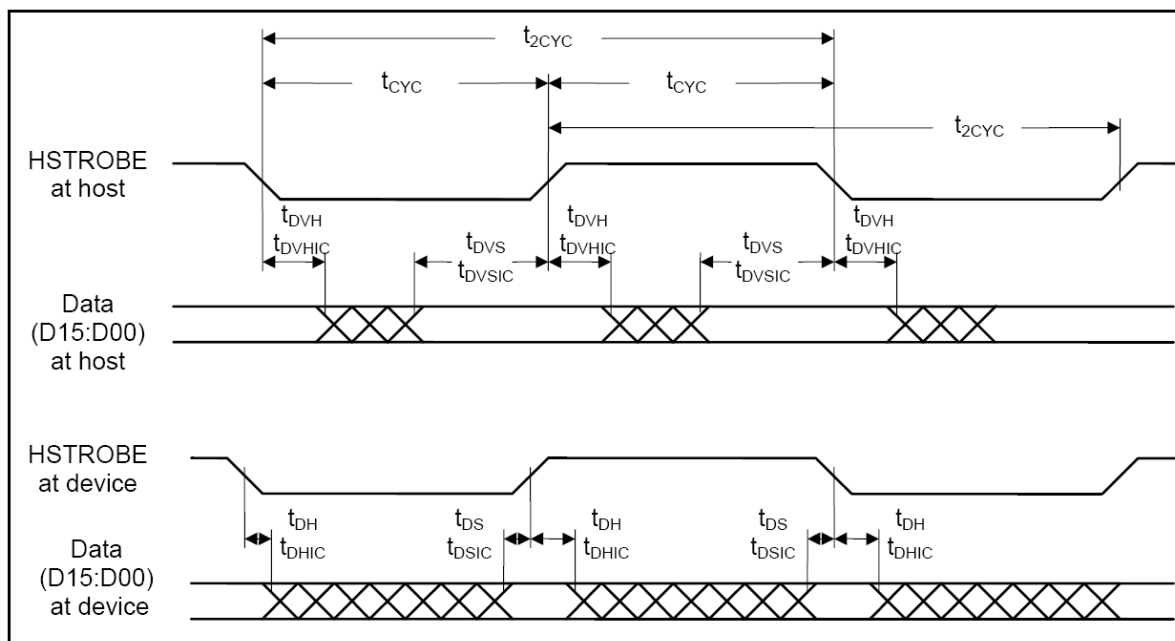 t2CYC
tCYC tCYC
t2CYC
HSTROBE
at host
tDVH
tDVHIC
tDVS
tDVSIC
tDVH
tDVHIC
tDVS
tDVSIC
tDVH
tDVHIC
Data
(D15:D00)
at host
HSTROBE
at device
tDH
tDHIC
tDS
tDSIC
tDH
tDHIC
tDS
tDSIC
tDH
tDHIC
Data
(D15:D00)
at device